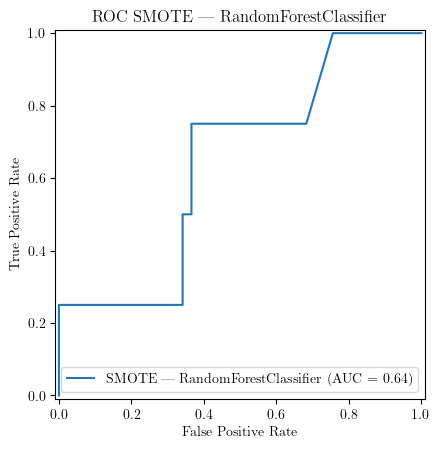 ROC SMOTE — RandomForestClassifier
1.0
0.8
0.6
0.4
0.2
0.0
True Positive Rate
SMOTE — RandomForestClassifier (AUC = 0.64)
0.0 0.2 0.4 0.6 0.8 1.0
False Positive Rate